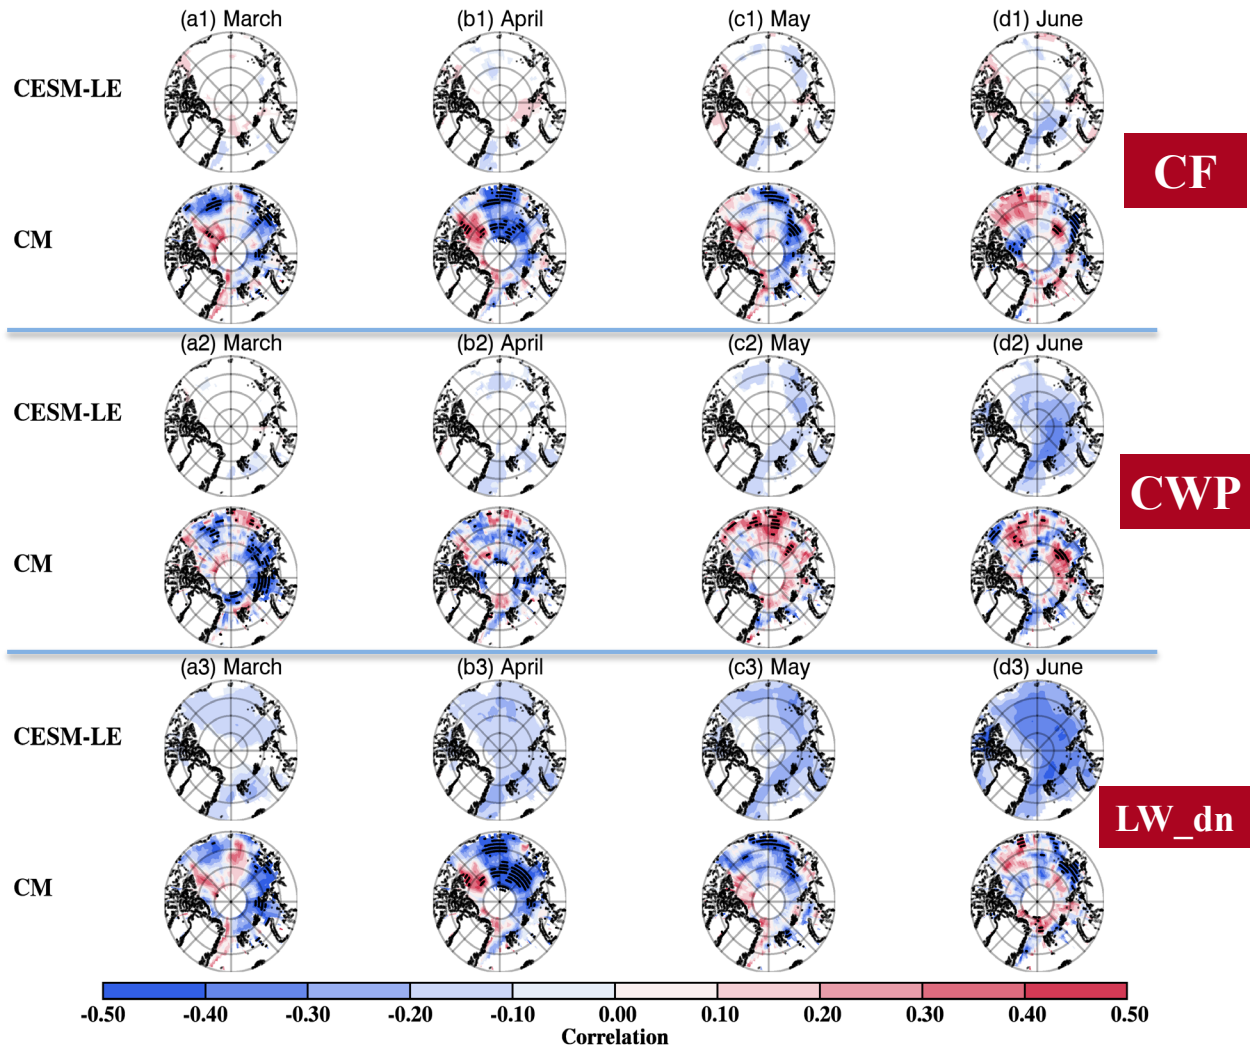 (a1) March (b1) April (c1) May (d1) June
CESM-LE
CF
CM
(a2) March (b2) April (c2) May (d2) June
CESM-LE
CWP
CM
(a3) March (b3) April (c3) May (d3) June
CESM-LE
LW_dn
CM
-0.50 -0.40 -0.30 -0.20 -0.10 0.00 0.10 0.20 0.30 0.40 0.50
Correlation